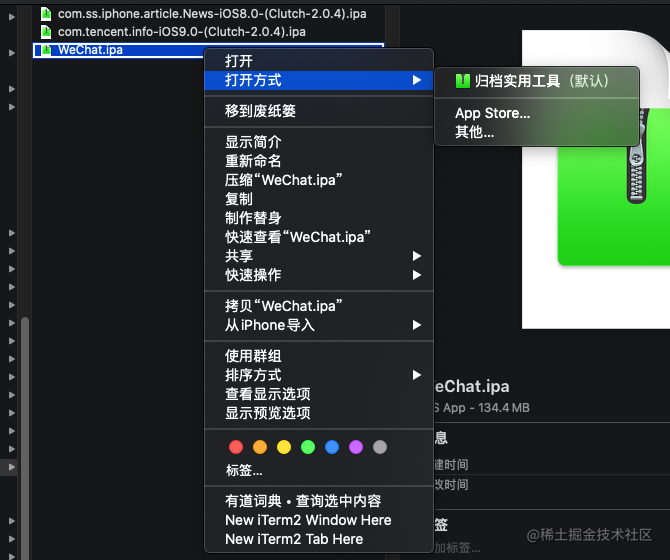 com.ss.iphone.article.News-iOS8.0-(Clutch-2.0.4).ipa
com.tencent.info-iOS9.0-(Clutch-2.0.4).ipa
WeChat.ipa
打开
打开方式
归档实用工具（默认）
App Store...
其他...
移到废纸篓
显示简介
重新命名
压缩“WeChat.ipa”
复制
制作替身
快速查看“WeChat.ipa”
共享
快速操作
拷贝“WeChat.ipa”
从iPhone导入
使用群组
排序方式
查看显示选项
显示预览选项
标签...
有道词典 • 查询选中内容
New iTerm2 Window Here
New iTerm2 Tab Here
eChat.ipa
S App - 134.4 MB
息
建时间
改时间
签
加标签...
@稀土掘金技术社区